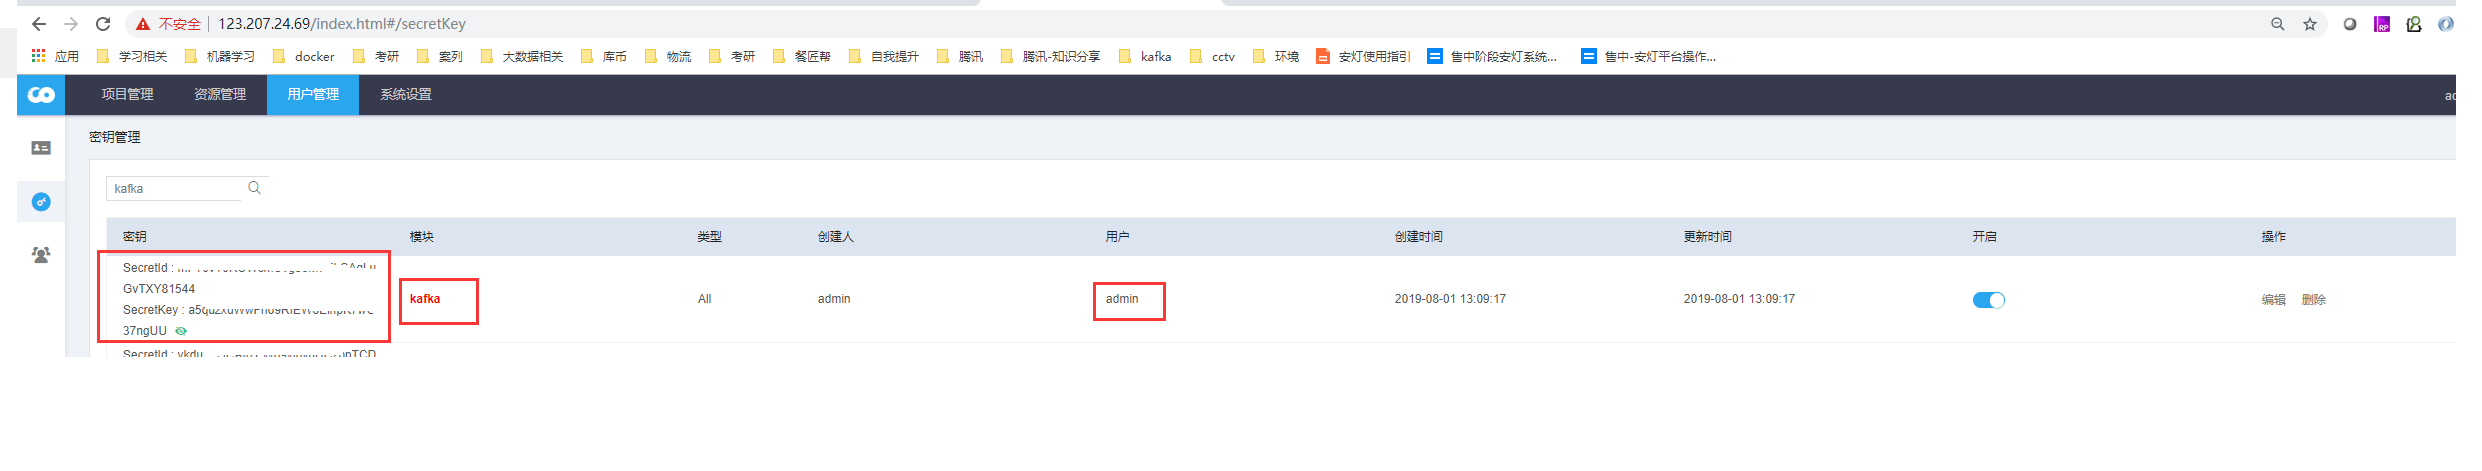 不安全 123.207.24.69/index.html#/secretKey
应用 学习相关 机器学习 docker 考研 案列 大数据相关 库币 物流 考研 餐匠帮 自我提升 腾讯 腾讯-知识分享 kafka cctv 环境 安灯使用指引 售中阶段安灯系统... 售中-安灯平台操作...
项目管理 资源管理 用户管理 系统设置
密钥管理
kafka
密钥 模块 类型 创建人 用户 创建时间 更新时间 开启 操作
SecretId :
GvTXY81544
SecretKey :
37ngUU
kafka All admin admin 2019-08-01 13:09:17 2019-08-01 13:09:17 编辑 删除
SecretId :